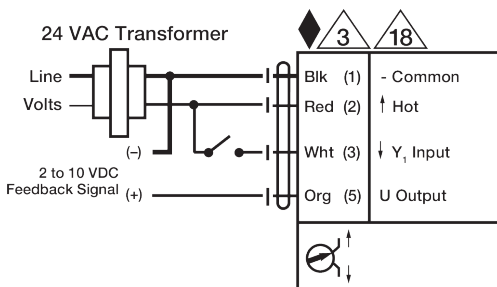 24 VAC Transformer
3
18
Line
Volts
Blk (1)
- Common
Red (2)
Hot
(–)
Wht (3)
Y1 Input
2 to 10 VDC
Feedback Signal
(+)
Org (5)
U Output